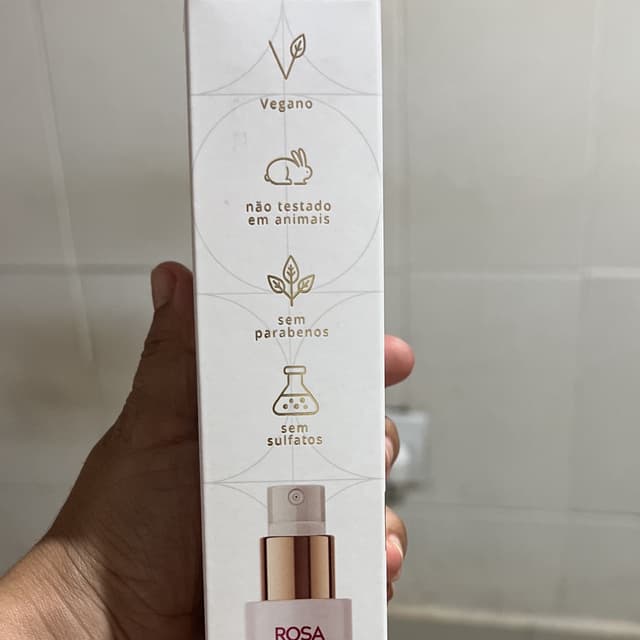 Vegano
não testado
em animais
sem
parabenos
sem
sulfatos
ROSA